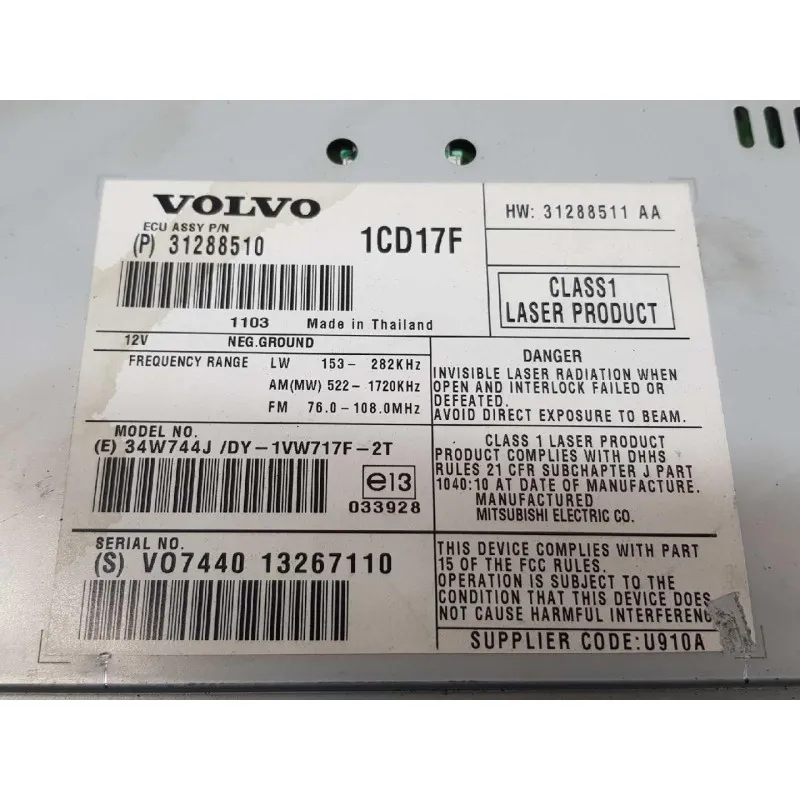 VOLVO
ECU ASSY P/N
(P) 31288510
1CD17F
1103 Made in Thailand
12V NEG.GROUND
FREQUENCY RANGE LW 153-282KHz
AM(MW) 522-1720KHz
FM 76.0-108.0MHz
MODEL NO.
(E) 34W744J /DY-1VW717F-2T
e13
033928
SERIAL NO.
(S) VO7440 13267110
HW: 31288511 AA
CLASS1
LASER PRODUCT
DANGER
INVISIBLE LASER RADIATION WHEN
OPEN AND INTERLOCK FAILED OR
DEFEATED.
AVOID DIRECT EXPOSURE TO BEAM.
CLASS 1 LASER PRODUCT
PRODUCT COMPLIES WITH DHHS
RULES 21 CFR SUBCHAPTER J PART
1040:10 AT DATE OF MANUFACTURE.
MANUFACTURED
MITSUBISHI ELECTRIC CO.
THIS DEVICE COMPLIES WITH PART
15 OF THE FCC RULES.
OPERATION IS SUBJECT TO THE
CONDITION THAT THIS DEVICE DOES
NOT CAUSE HARMFUL INTERFERENC
SUPPLIER CODE:U910A